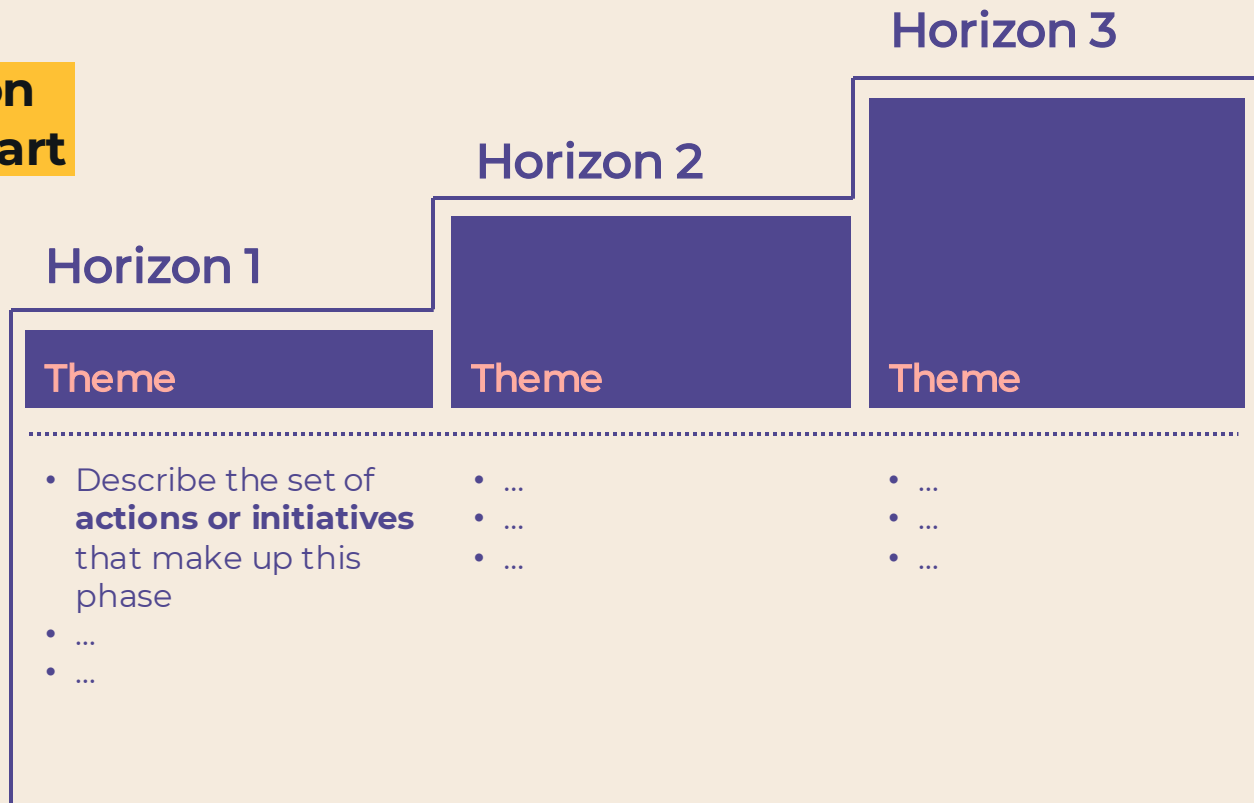 Horizon 3
on
art
Horizon 2
Horizon 1
Theme
Theme
Theme
• Describe the set of
actions or initiatives
that make up this
phase
• ...
• ...
• ...
• ...
• ...
• ...
• ...
• ...